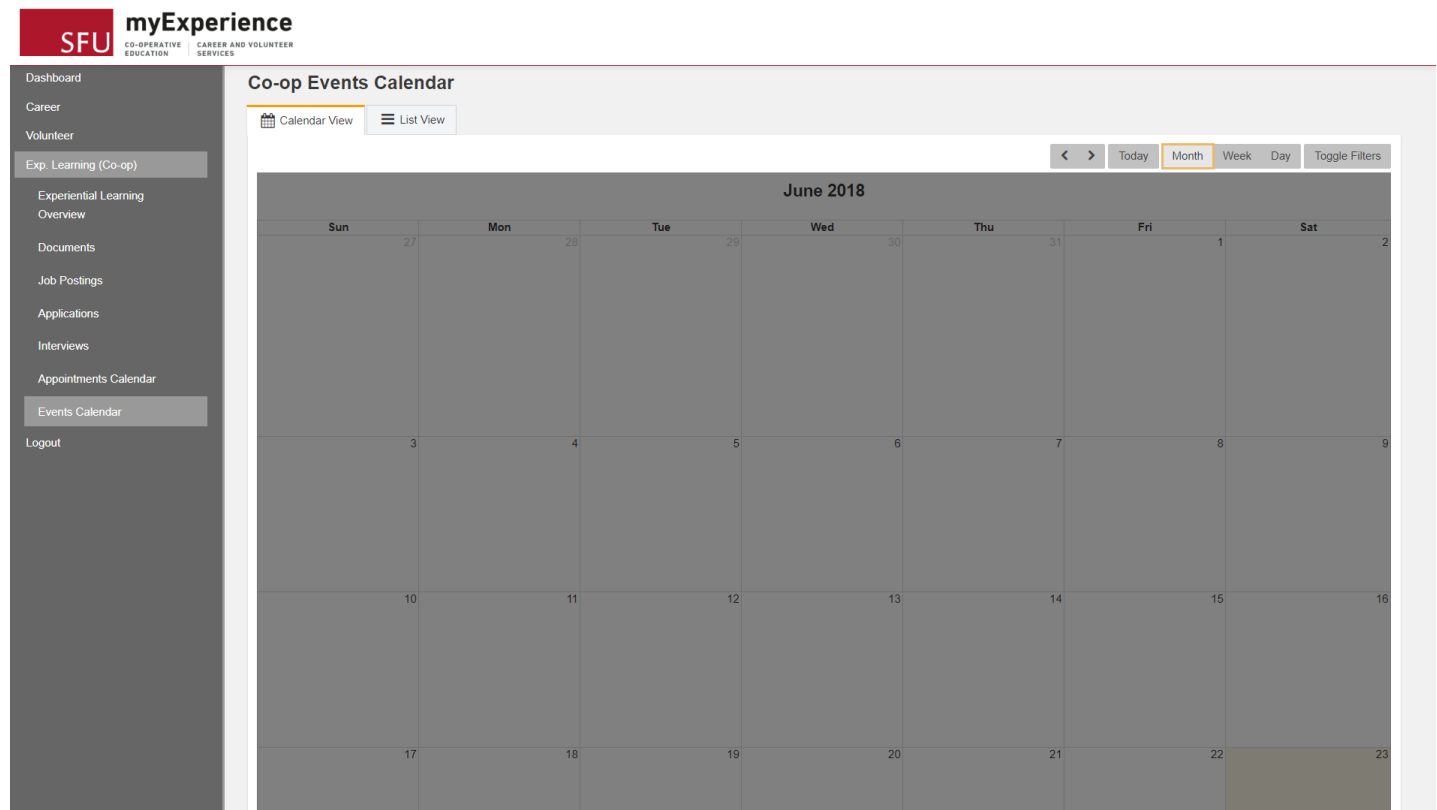 SFU
myExperience
CO-OPERATIVE EDUCATION
CAREER AND VOLUNTEER SERVICES
Dashboard
Career
Volunteer
Exp. Learning (Co-op)
Experiential Learning
Overview
Documents
Job Postings
Applications
Interviews
Appointments Calendar
Events Calendar
Logout
Co-op Events Calendar
Calendar View List View
Today Month Week Day Toggle Filters
June 2018
Sun Mon Tue Wed Thu Fri Sat
27 28 29 30 31 1 2
3 4 5 6 7 8 9
10 11 12 13 14 15 16
17 18 19 20 21 22 23